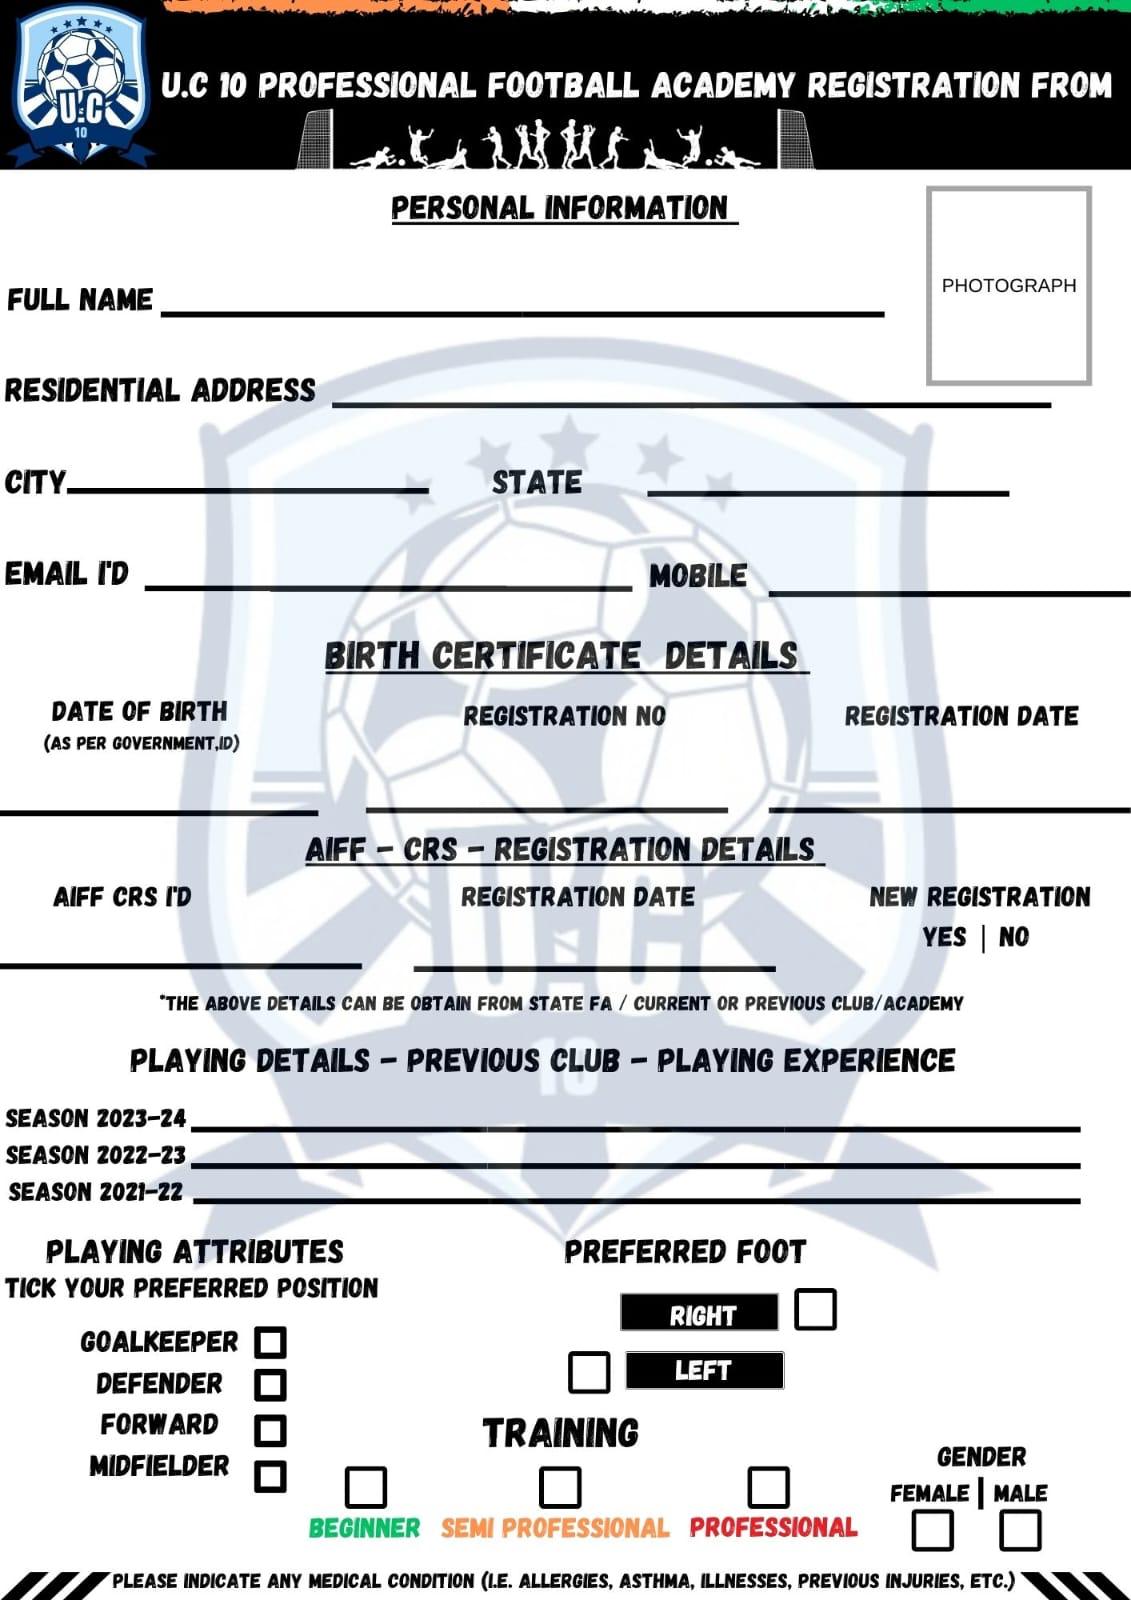 U.C
10
U.C 10 PROFESSIONAL FOOTBALL ACADEMY REGISTRATION FROM
PERSONAL INFORMATION
PHOTOGRAPH
FULL NAME
RESIDENTIAL ADDRESS
CITY
STATE
EMAIL I'D
MOBILE
BIRTH CERTIFICATE DETAILS
DATE OF BIRTH
(AS PER GOVERNMENT,ID)
REGISTRATION NO
REGISTRATION DATE
AIFF - CRS - REGISTRATION DETAILS
AIFF CRS I'D
REGISTRATION DATE
NEW REGISTRATION
YES | NO
U.C
*THE ABOVE DETAILS CAN BE OBTAIN FROM STATE FA / CURRENT OR PREVIOUS CLUB/ACADEMY
PLAYING DETAILS - PREVIOUS CLUB - PLAYING EXPERIENCE
10
SEASON 2023-24
SEASON 2022-23
SEASON 2021-22
PLAYING ATTRIBUTES
TICK YOUR PREFERRED POSITION
GOALKEEPER
DEFENDER
FORWARD
MIDFIELDER
PREFERRED FOOT
RIGHT
LEFT
TRAINING
BEGINNER
SEMI PROFESSIONAL
PROFESSIONAL
GENDER
FEMALE | MALE
PLEASE INDICATE ANY MEDICAL CONDITION (I.E. ALLERGIES, ASTHMA, ILLNESSES, PREVIOUS INJURIES, ETC.)